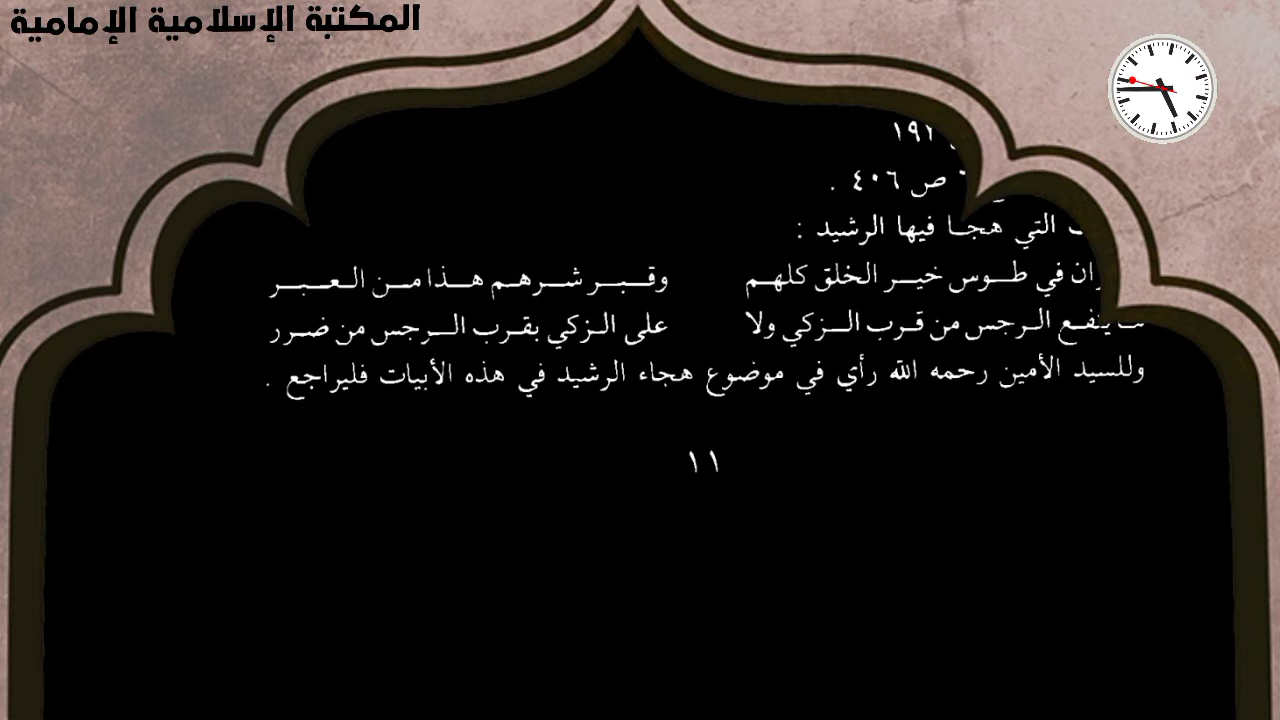 المكتبة الإسلامية الإمامية
ص ٤٠٦ .
التي هجا فيها الرشيد :
في طوس خير الخلق كلهم وقبر شرهم هذا من العبر
ينفع الرجس من قرب الزكي ولا على الزكي بقرب الرجس من ضرر
وللسيد الأمين رحمه الله رأي في موضوع هجاء الرشيد في هذه الأبيات فليراجع .
١١